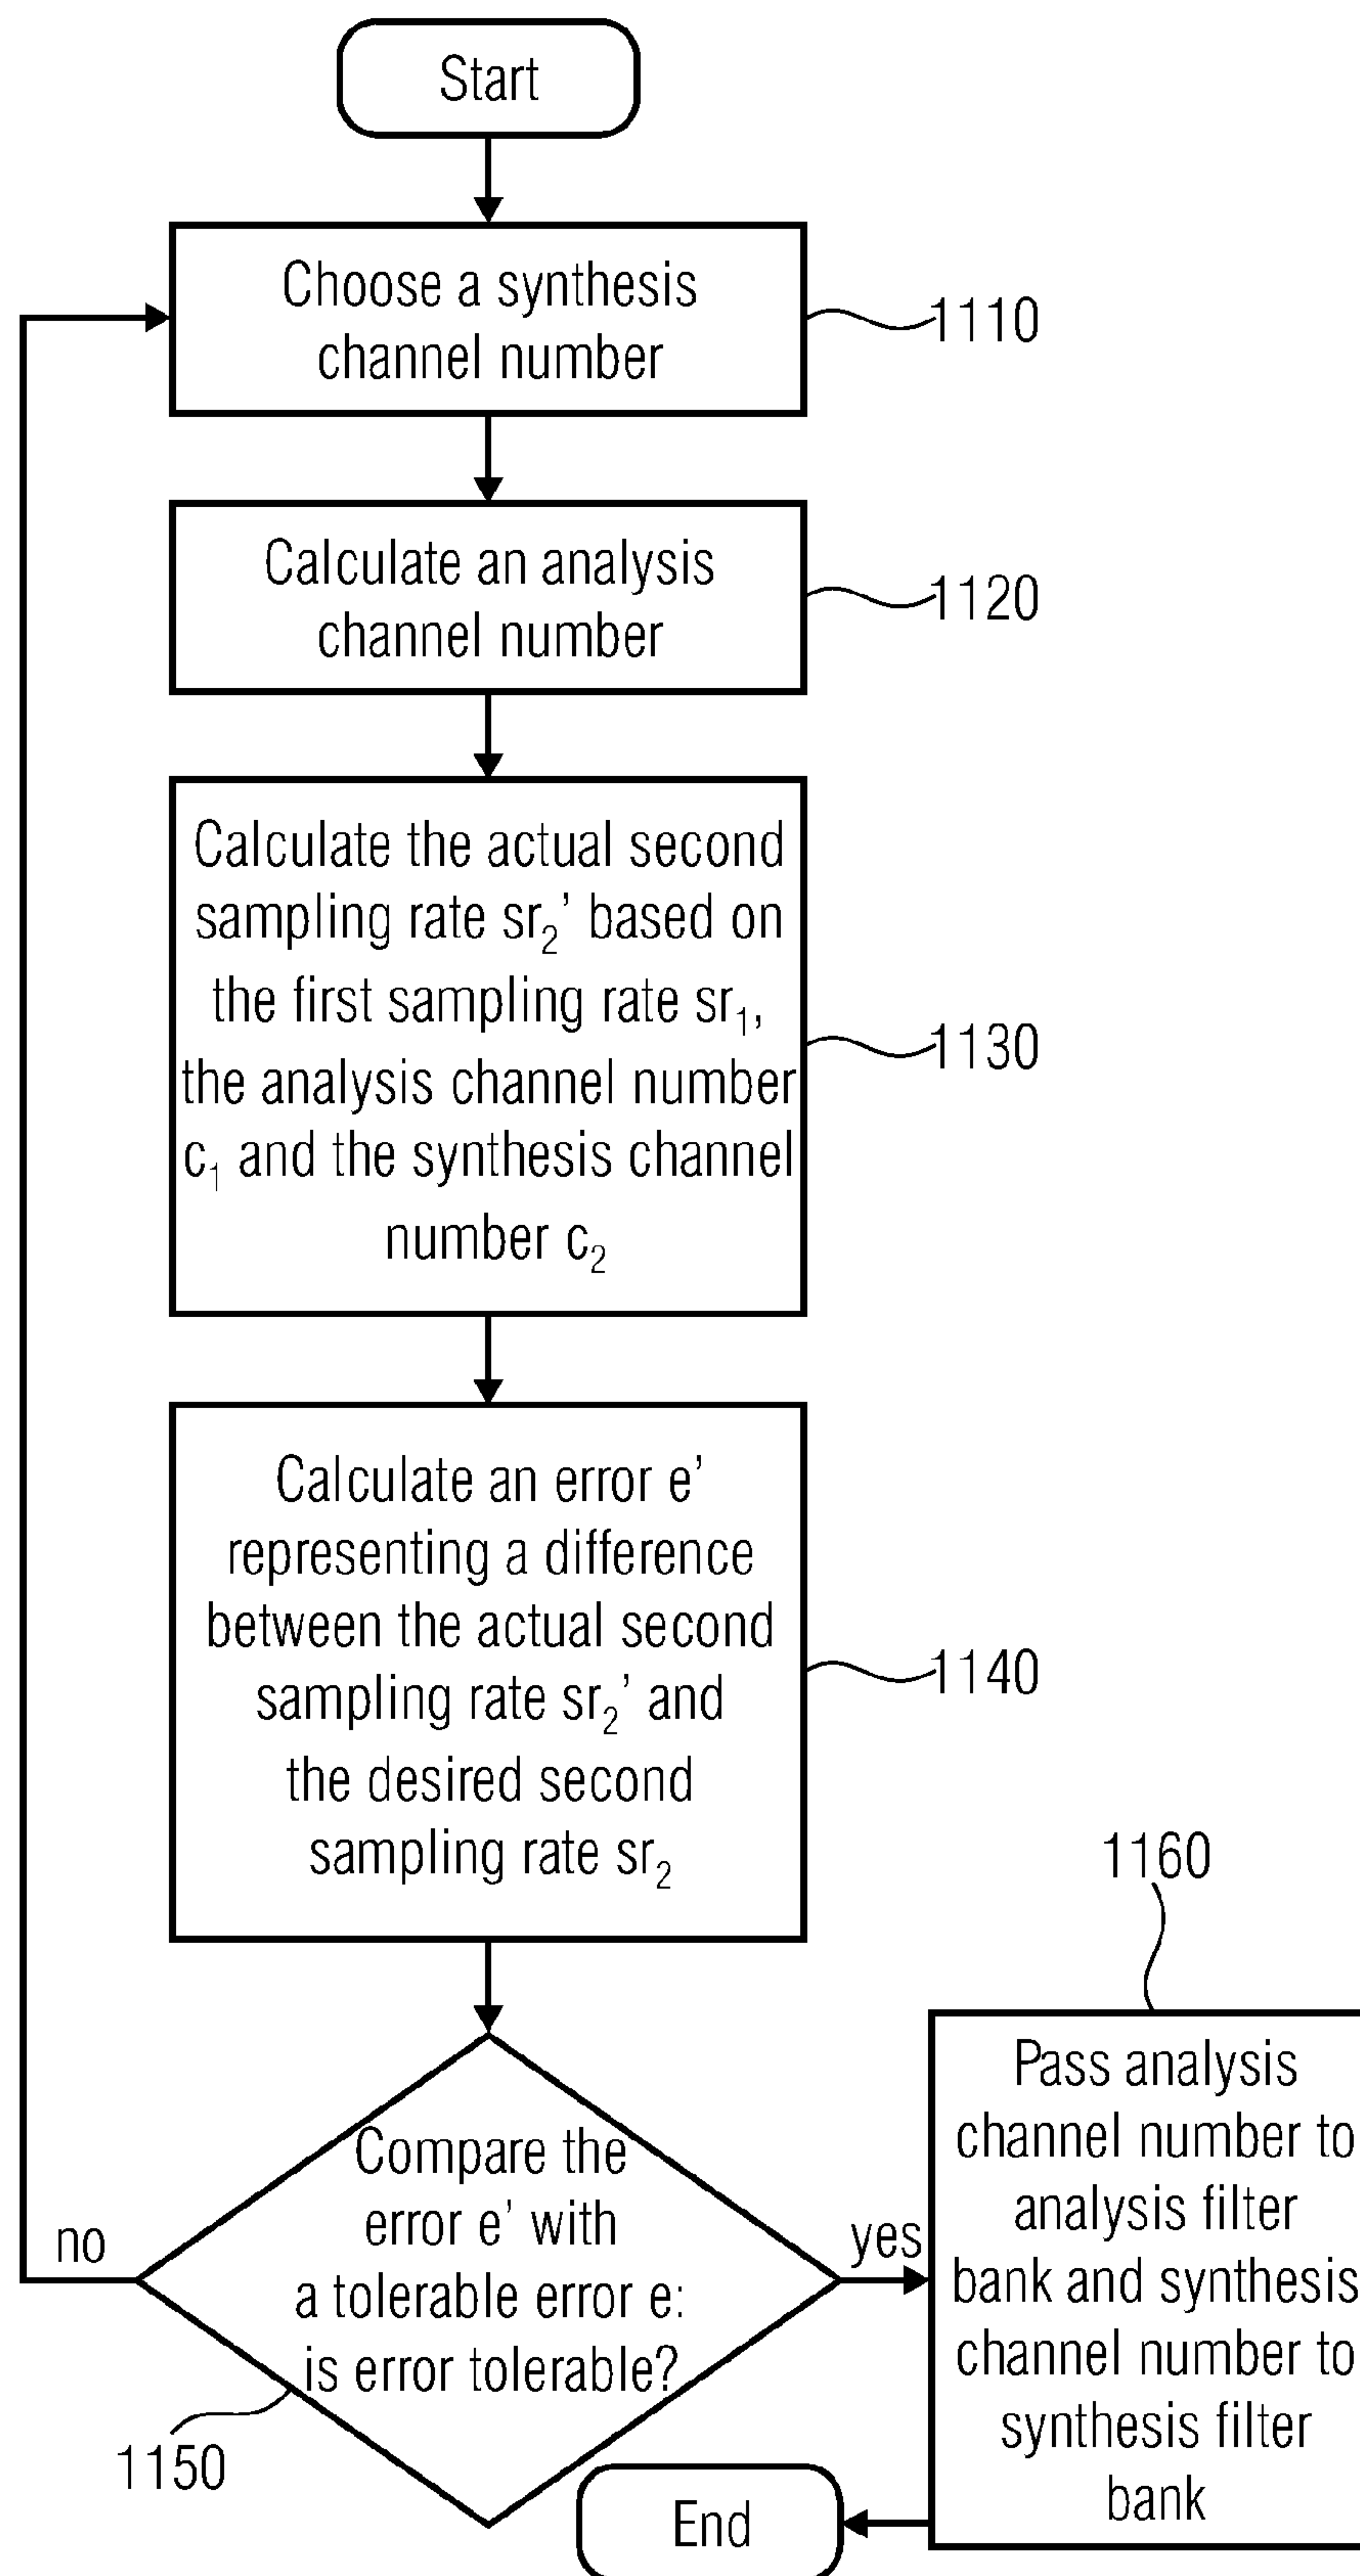 Start
Choose a synthesis
channel number
1110
Calculate an analysis
channel number
1120
Calculate the actual second
sampling rate sr₂’ based on
the first sampling rate sr₁,
the analysis channel number
c₁ and the synthesis channel
number c₂
1130
Calculate an error e’
representing a difference
between the actual second
sampling rate sr₂’ and
the desired second
sampling rate sr₂
1140
Compare the
error e’ with
a tolerable error e:
is error tolerable?
1150
no
yes
1160
Pass analysis
channel number to
analysis filter
bank and synthesis
channel number to
synthesis filter
bank
End